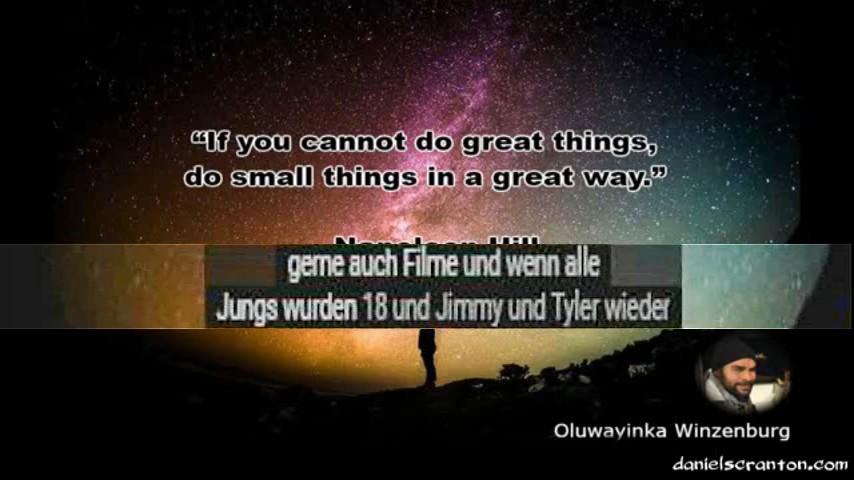 “If you cannot do great things,
do small things in a great way.”
gerne auch Filme und wenn alle
Jungs wurden 18 und Jimmy und Tyler wieder
Oluwayinka Winzenburg
danielscranton.com